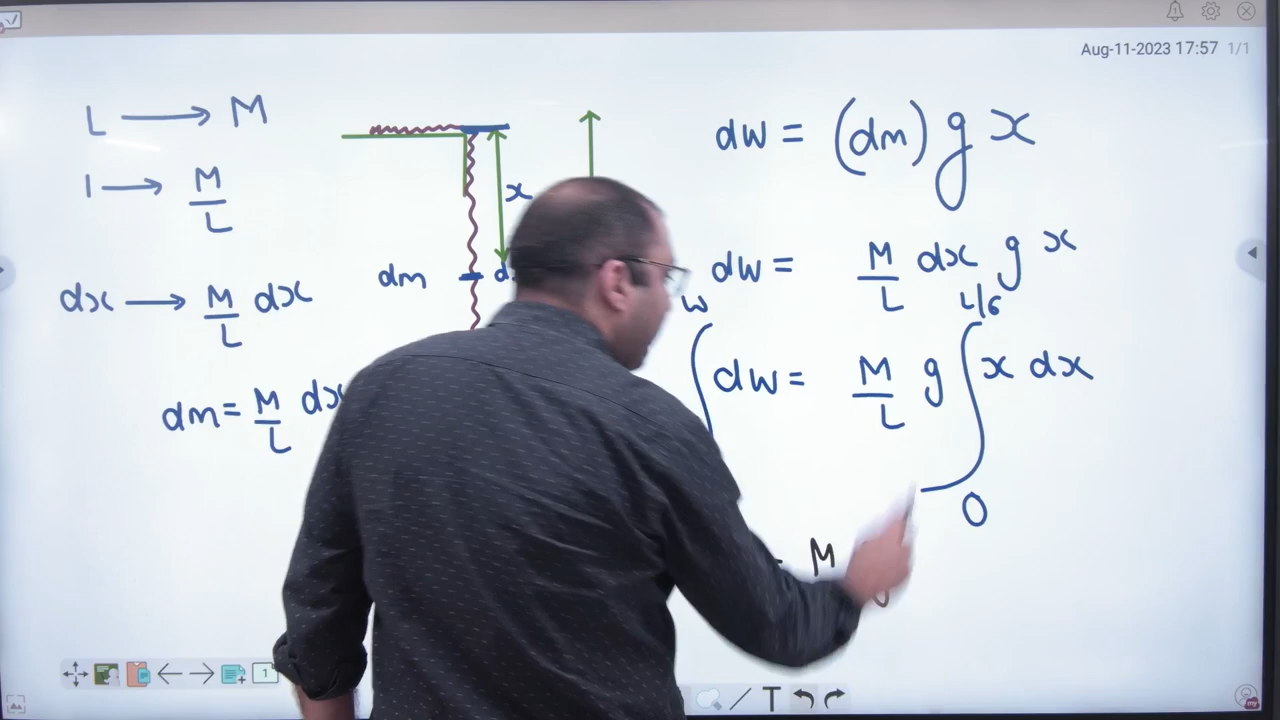 Aug-11-2023 17:57 1/1
L → M
1 → M/L
dx → M/L dx
dm = M/L dx
x
dm
dw = (dm) g x
dw = M/L dx g x
∫ W dw = M/L g ∫ 0 L/6 x dx
M
T
1